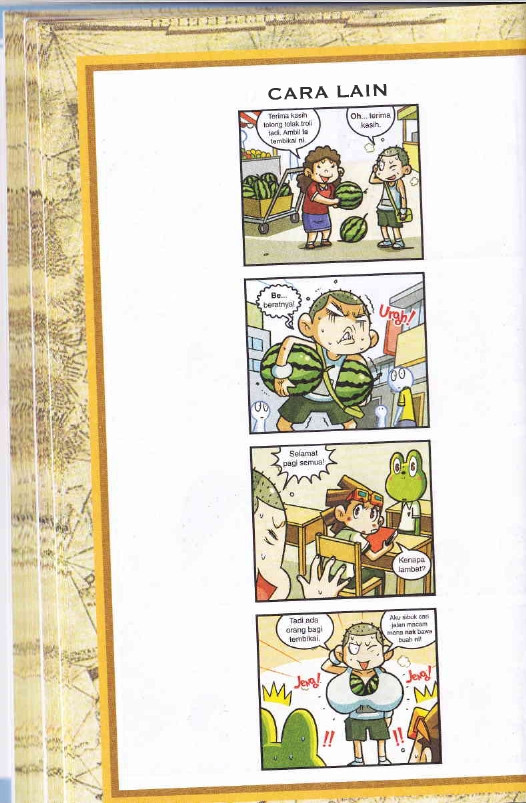 CARA LAIN
Terima kasih
tolong tolak troli
tadi. Ambil le
tembikai ni.
Oh... terima
kasih.
Be...
beratnya!
Urgh!
Selamat
pagi semua!
Kenapa
lambat?
Tadi ada
orang bagi
tembikai.
Aku sibuk cari
jalan macam
mana nak bawa
buah ni!
Jeng!
Jeng!
!!
!!